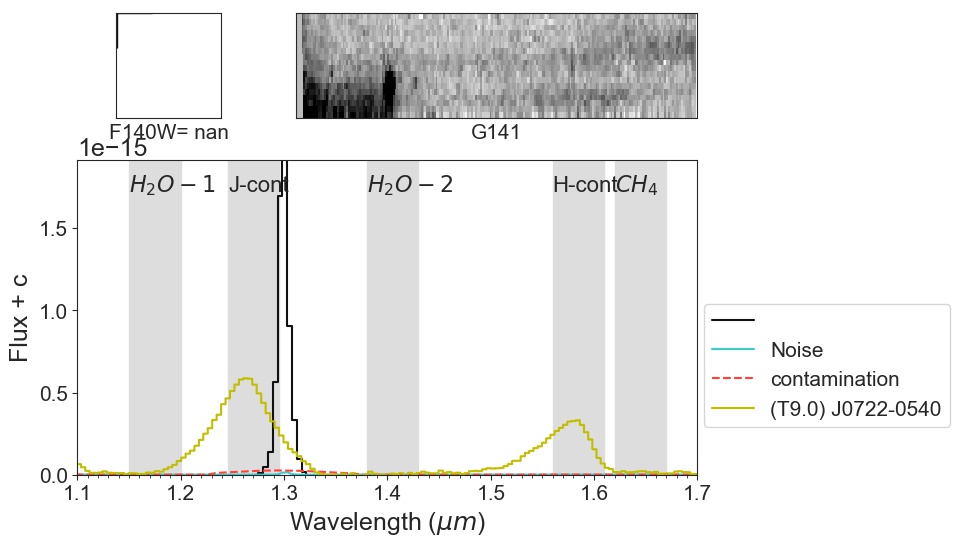 F140W= nan
G141
1e−15
H₂O − 1 J-cont H₂O − 2 H-cont CH₄
1.5
1.0
0.5
0.0
Flux + c
1.1 1.2 1.3 1.4 1.5 1.6 1.7
Wavelength (μm)
Noise
contamination
(T9.0) J0722-0540